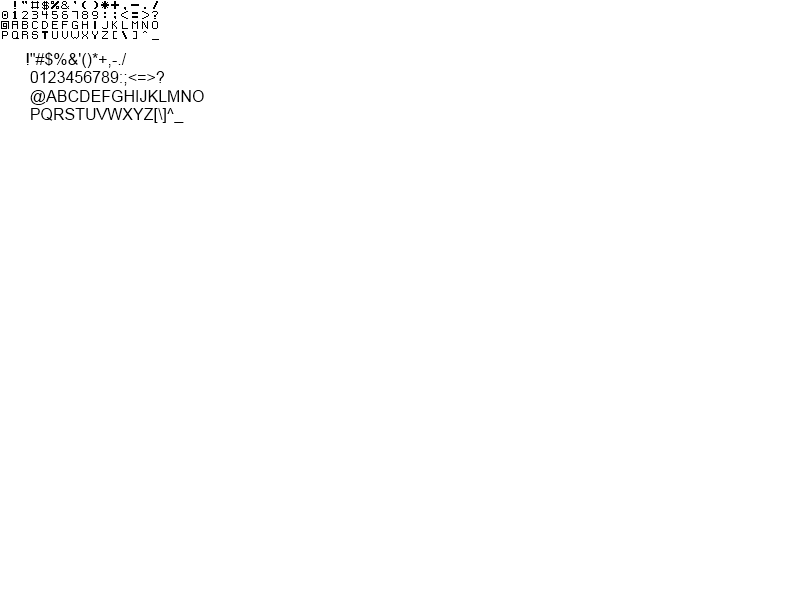 !"#$%&'()*+,-./
0123456789:;<=>?
@ABCDEFGHIJKLMNO
PQRSTUVWXYZ[\]^_
!"#$%&'()*+,-./
0123456789:;<=>?
@ABCDEFGHIJKLMNO
PQRSTUVWXYZ[\]^_